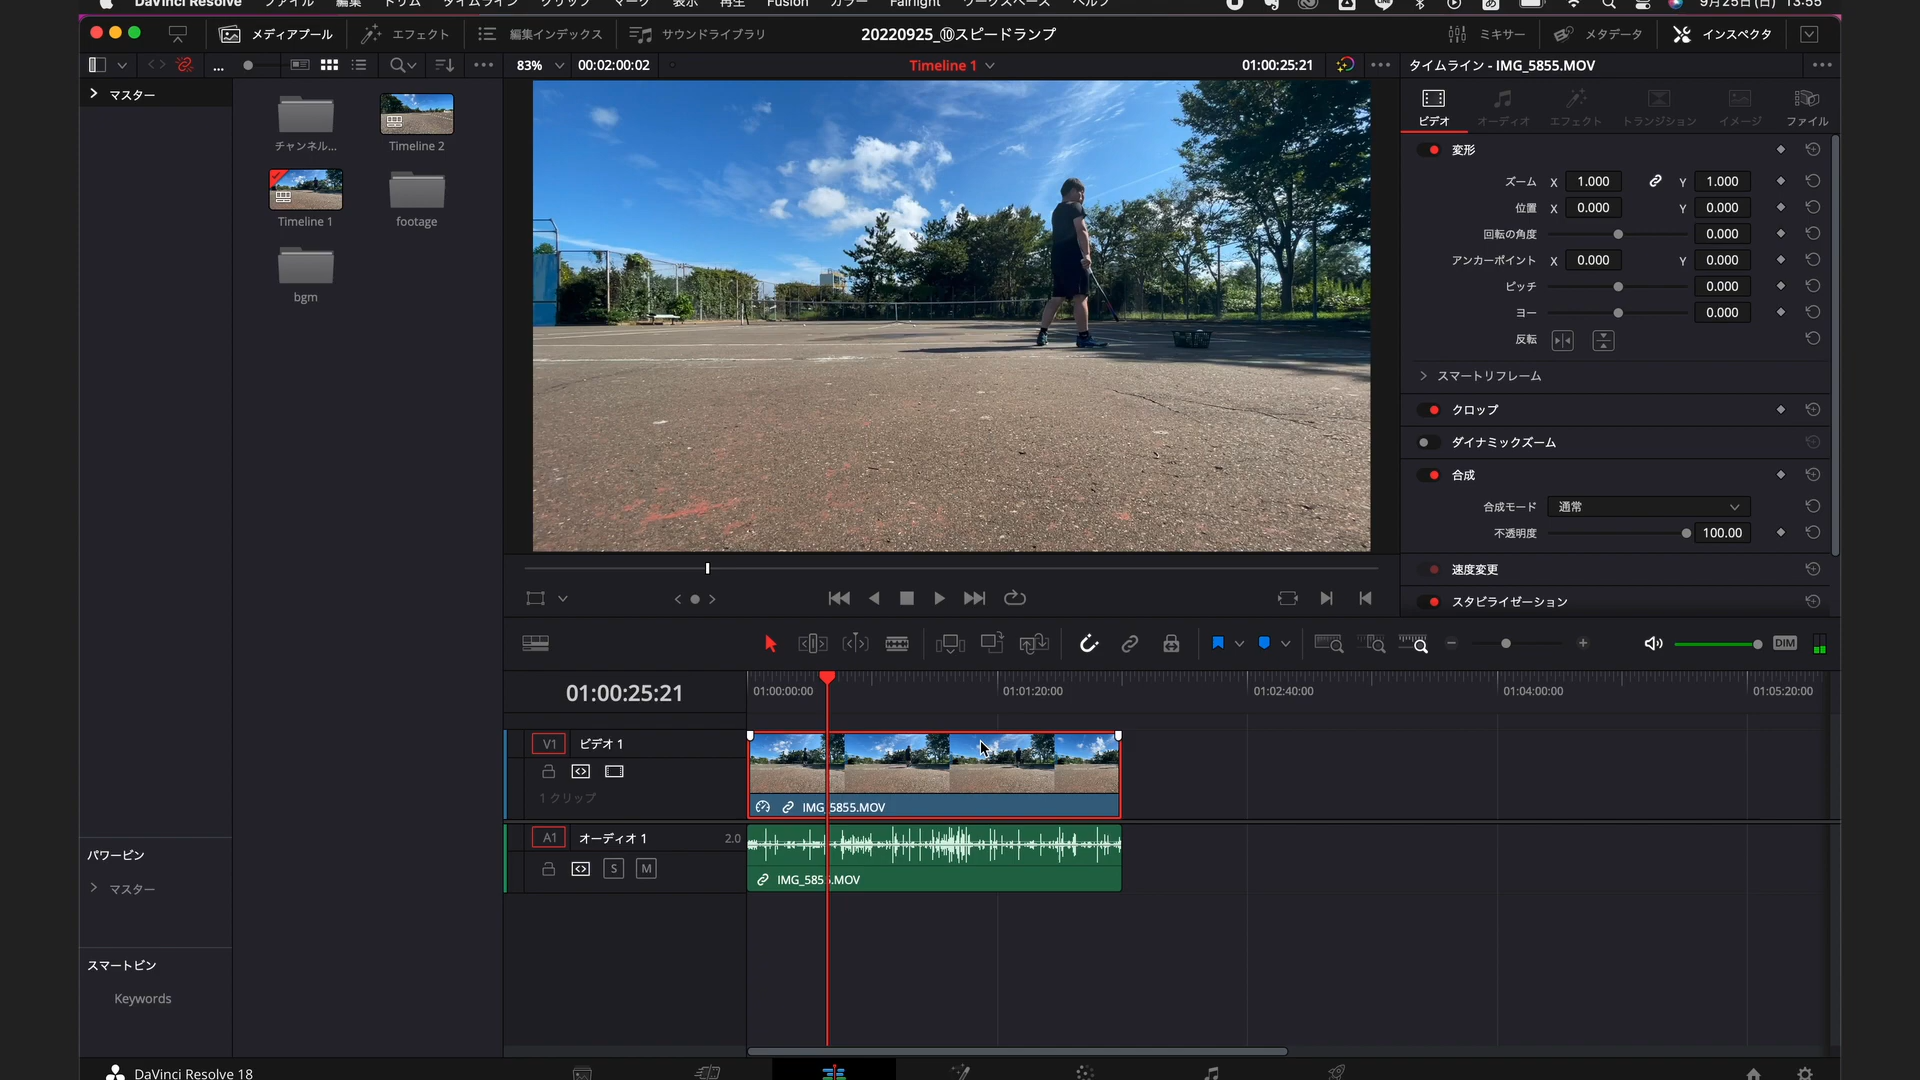 DaVinci Resolve ファイル 編集 トリム タイムライン クリップ マーク 表示 再生 Fusion カラー Fairlight ワークスペース ヘルプ あ 9月25日(日) 13:55
メディアプール エフェクト 編集インデックス サウンドライブラリ 20220925_⑩スピードランプ ミキサー メタデータ インスペクタ
83% 00:02:00:02 Timeline 1 01:00:25:21 タイムライン - IMG_5855.MOV
マスター
チャンネル...
Timeline 2
Timeline 1
footage
bgm
パワービン
マスター
スマートビン
Keywords
ビデオ オーディオ エフェクト トランジション イメージ ファイル
変形
ズーム X 1.000 Y 1.000
位置 X 0.000 Y 0.000
回転の角度 0.000
アンカーポイント X 0.000 Y 0.000
ピッチ 0.000
ヨー 0.000
反転
スマートリフレーム
クロップ
ダイナミックズーム
合成
合成モード 通常
不透明度 100.00
速度変更
スタビライゼーション
DIM
01:00:25:21
01:00:00:00 01:01:20:00 01:02:40:00 01:04:00:00 01:05:20:00
V1 ビデオ 1
1 クリップ
IMG_5855.MOV
A1 オーディオ 1 2.0
S M
IMG_5855.MOV
DaVinci Resolve 18